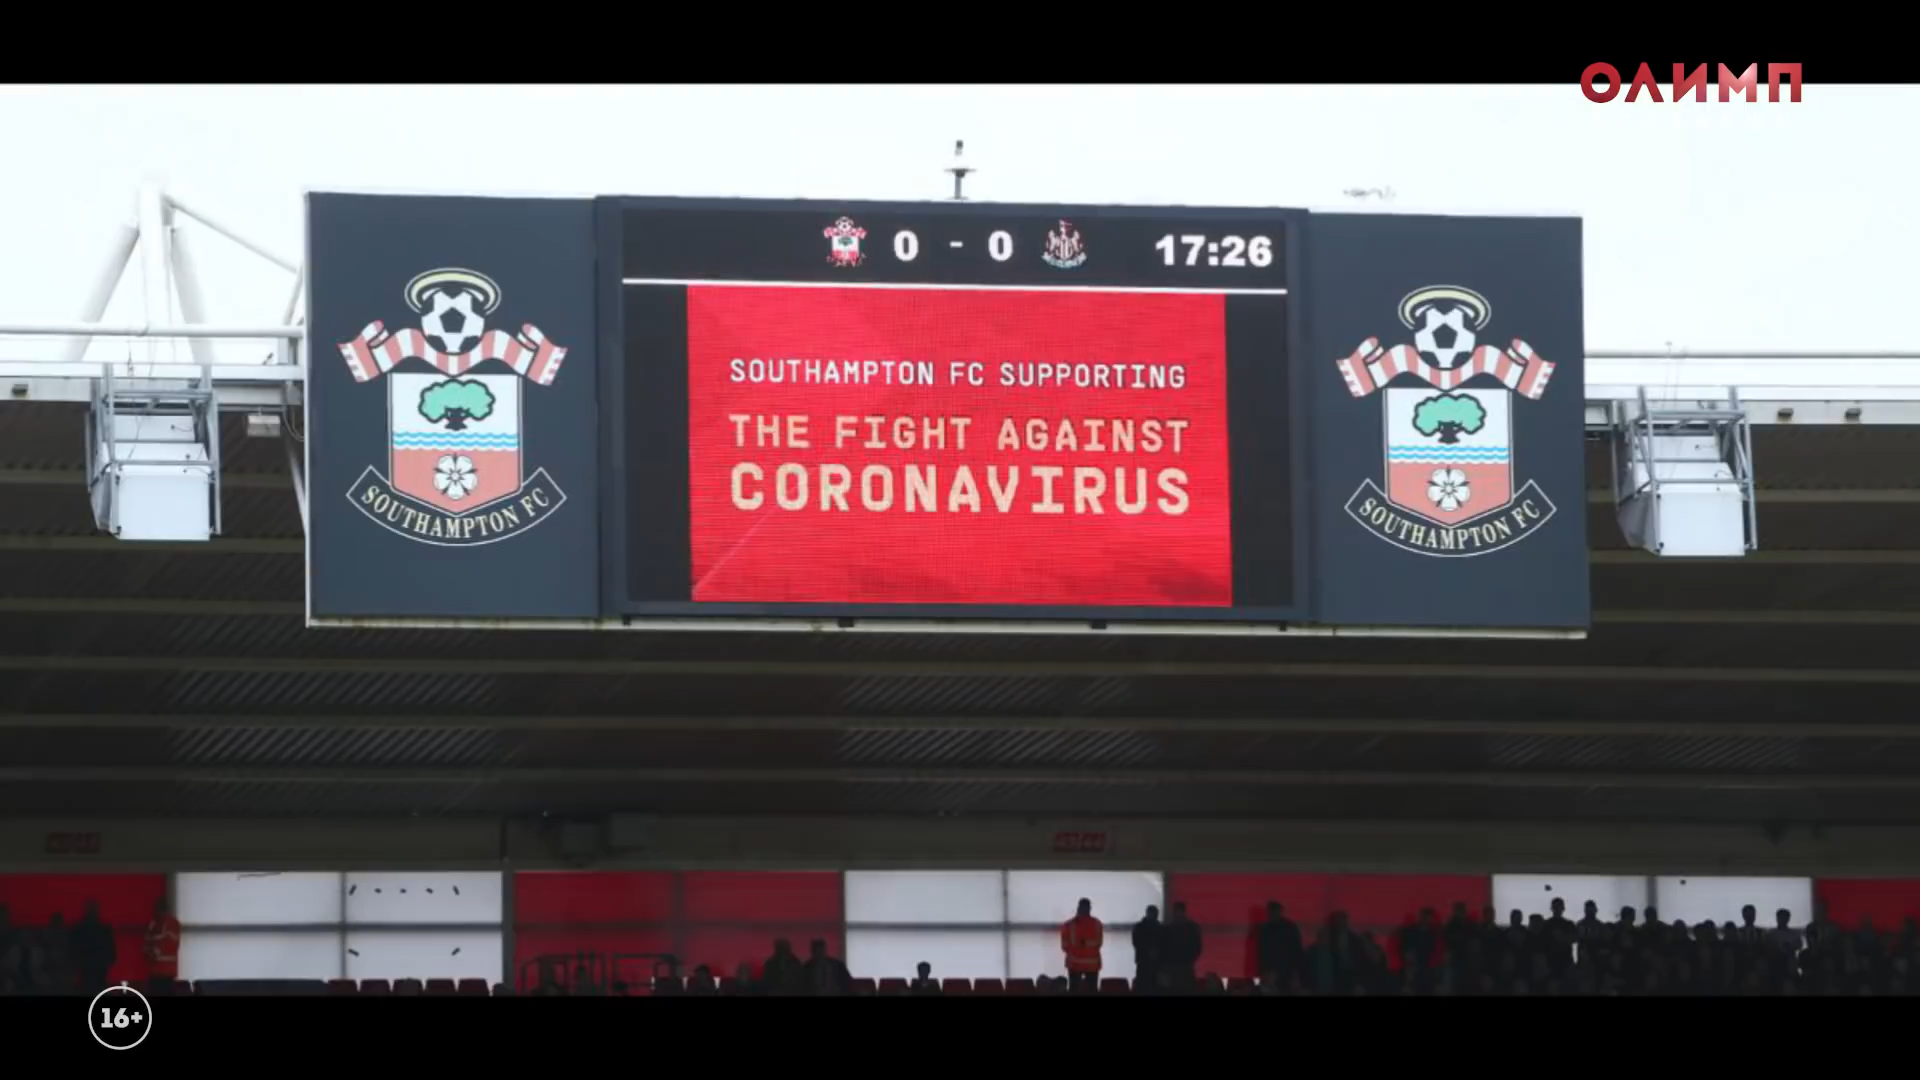 ОЛИМП
0 - 0 17:26
SOUTHAMPTON FC SUPPORTING
THE FIGHT AGAINST
CORONAVIRUS
SOUTHAMPTON FC
SOUTHAMPTON FC
16+